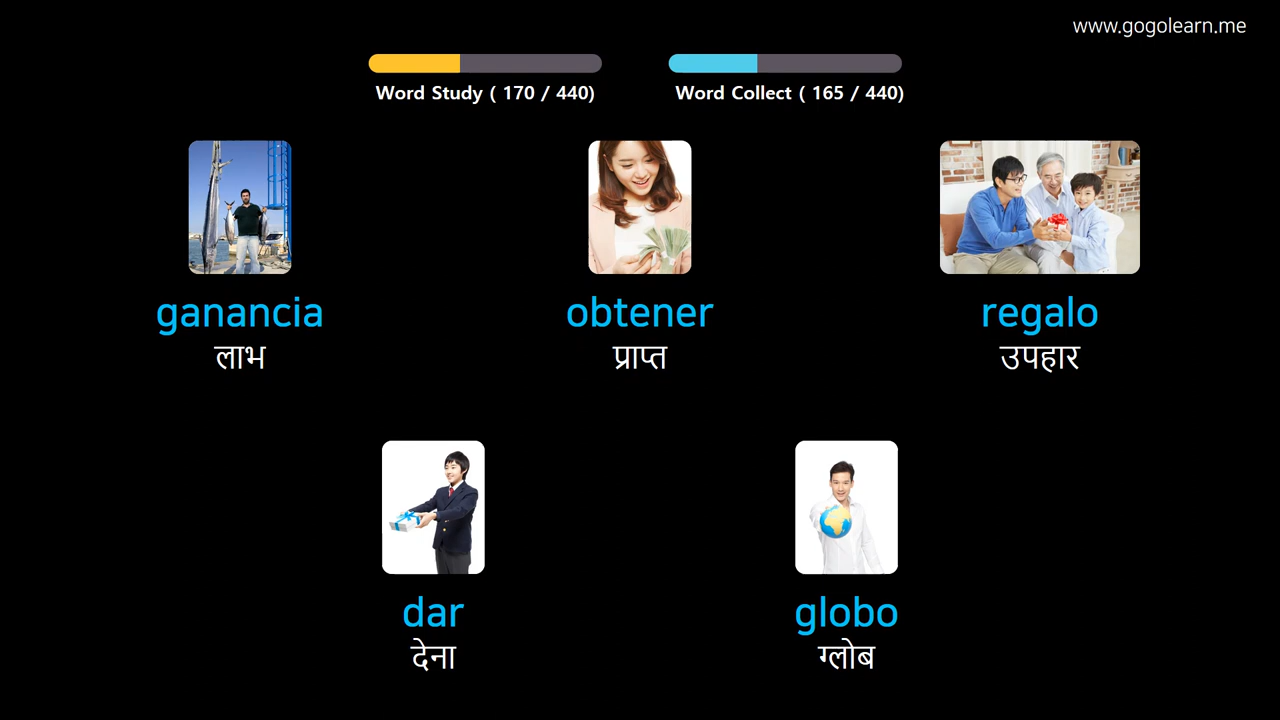 www.gogolearn.me
Word Study ( 170 / 440)
Word Collect ( 165 / 440)
ganancia
लाभ
obtener
प्राप्त
regalo
उपहार
dar
देना
globo
ग्लोब